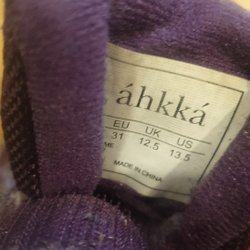 áhkká
EU UK US
31 12.5 13.5
MADE IN CHINA